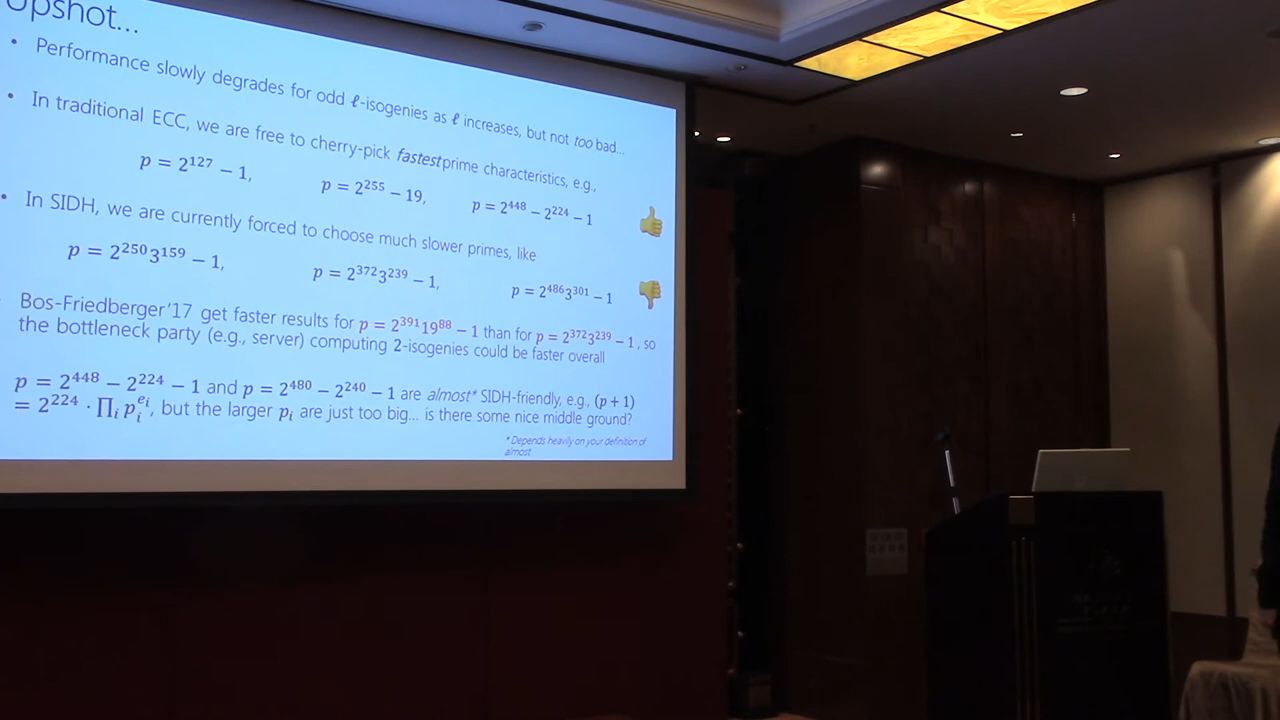 Upshot...
• Performance slowly degrades for odd ℓ-isogenies as ℓ increases, but not too bad...
• In traditional ECC, we are free to cherry-pick fastest prime characteristics, e.g.,
p = 2^127 − 1, p = 2^255 − 19, p = 2^448 − 2^224 − 1
• In SIDH, we are currently forced to choose much slower primes, like
p = 2^250 3^159 − 1, p = 2^372 3^239 − 1, p = 2^486 3^301 − 1
Bos-Friedberger'17 get faster results for p = 2^391 19^88 − 1 than for p = 2^372 3^239 − 1, so
the bottleneck party (e.g., server) computing 2-isogenies could be faster overall
p = 2^448 − 2^224 − 1 and p = 2^480 − 2^240 − 1 are almost* SIDH-friendly, e.g., (p + 1)
= 2^224 · ∏_i p_i^{e_i}, but the larger p_i are just too big... is there some nice middle ground?
* Depends heavily on your definition of
almost